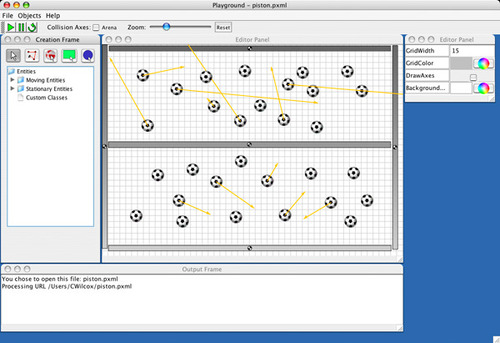 Playground - piston.pxml
File Objects Help
Collision Axes: Arena Zoom: Reset
Creation Frame
Editor Panel
Editor Panel
Entities
Moving Entities
Stationary Entities
Custom Classes
GridWidth 15
GridColor
DrawAxes
Background...
Output Frame
You chose to open this file: piston.pxml
Processing URL /Users/CWilcox/piston.pxml